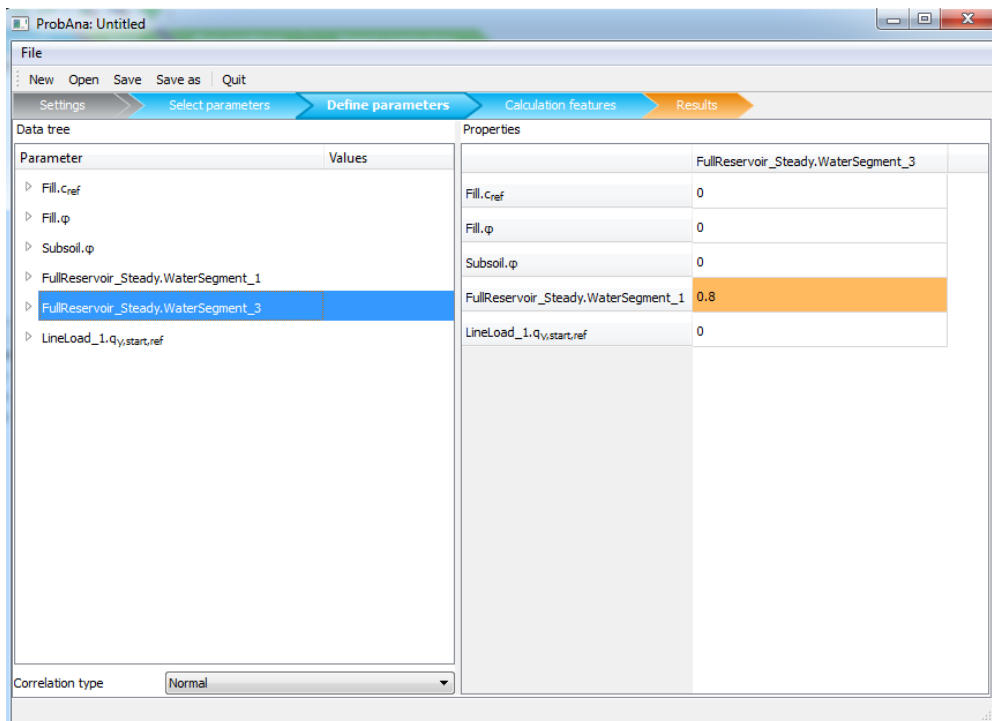 ProbAna: Untitled
File
New Open Save Save as Quit
Settings Select parameters Define parameters Calculation features Results
Data tree
Parameter Values
Fill.cref
Fill.φ
Subsoil.φ
FullReservoir_Steady.WaterSegment_1
FullReservoir_Steady.WaterSegment_3
LineLoad_1.qy,start,ref
Correlation type Normal
Properties
FullReservoir_Steady.WaterSegment_3
Fill.cref 0
Fill.φ 0
Subsoil.φ 0
FullReservoir_Steady.WaterSegment_1 0.8
LineLoad_1.qy,start,ref 0